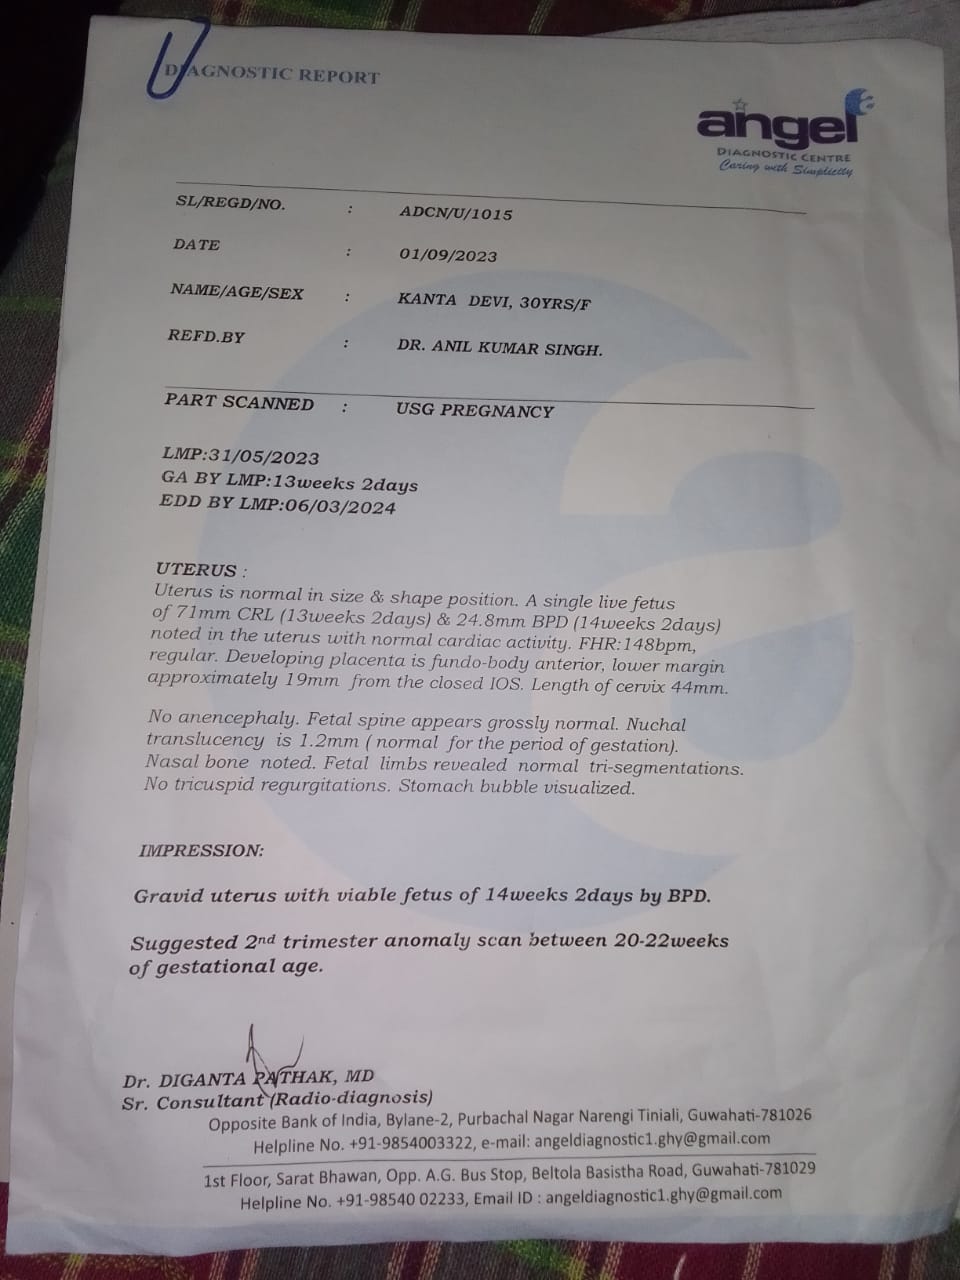 DIAGNOSTIC REPORT
angel
DIAGNOSTIC CENTRE
Caring with Simplicity
SL/REGD/NO. : ADCN/U/1015
DATE : 01/09/2023
NAME/AGE/SEX : KANTA DEVI, 30YRS/F
REFD.BY : DR. ANIL KUMAR SINGH.
PART SCANNED : USG PREGNANCY
LMP:31/05/2023
GA BY LMP:13weeks 2days
EDD BY LMP:06/03/2024
UTERUS :
Uterus is normal in size & shape position. A single live fetus
of 71mm CRL (13weeks 2days) & 24.8mm BPD (14weeks 2days)
noted in the uterus with normal cardiac activity. FHR:148bpm,
regular. Developing placenta is fundo-body anterior, lower margin
approximately 19mm from the closed IOS. Length of cervix 44mm.
No anencephaly. Fetal spine appears grossly normal. Nuchal
translucency is 1.2mm ( normal for the period of gestation).
Nasal bone noted. Fetal limbs revealed normal tri-segmentations.
No tricuspid regurgitations. Stomach bubble visualized.
IMPRESSION:
Gravid uterus with viable fetus of 14weeks 2days by BPD.
Suggested 2nd trimester anomaly scan between 20-22weeks
of gestational age.
Dr. DIGANTA PATHAK, MD
Sr. Consultant (Radio-diagnosis)
Opposite Bank of India, Bylane-2, Purbachal Nagar Narengi Tiniali, Guwahati-781026
Helpline No. +91-9854003322, e-mail: angeldiagnostic1.ghy@gmail.com
1st Floor, Sarat Bhawan, Opp. A.G. Bus Stop, Beltola Basistha Road, Guwahati-781029
Helpline No. +91-98540 02233, Email ID : angeldiagnostic1.ghy@gmail.com